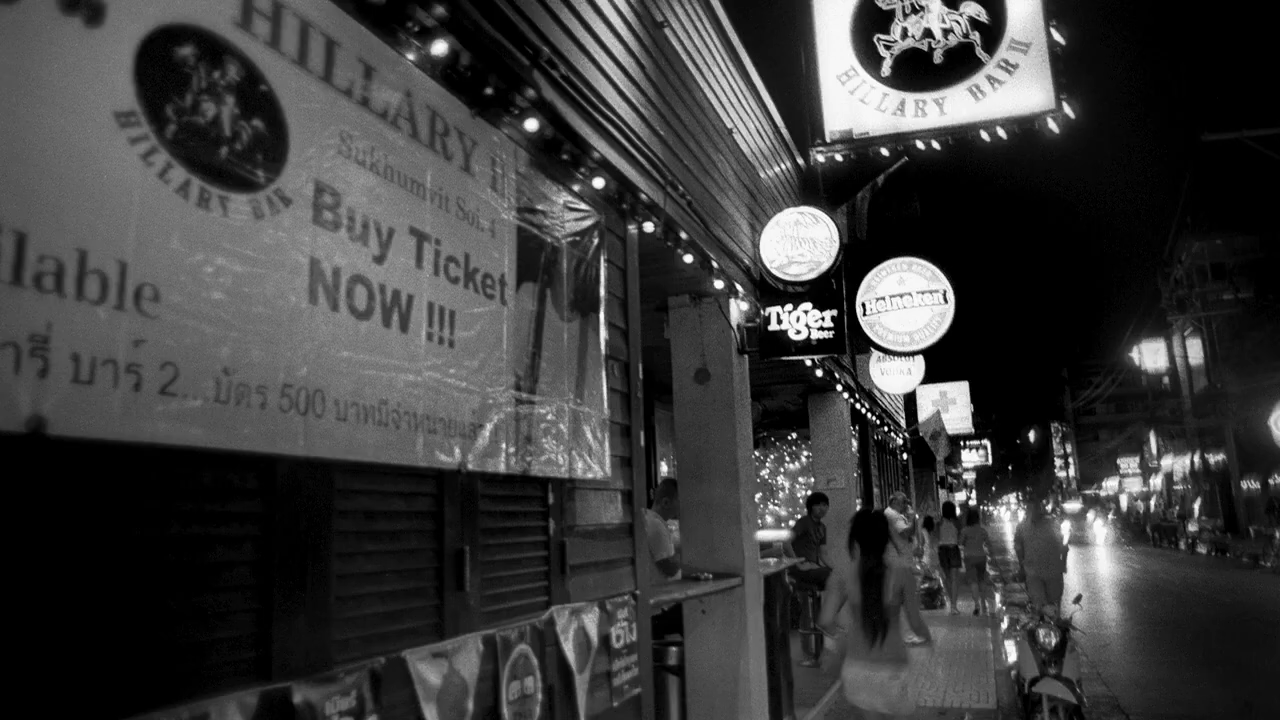 HILLARY II
HILLARY BAR
Sukhumvit Soi. 4
Buy Ticket
NOW !!!
ilable
ารี่ บาร์ 2....บัตร 500 บาทมีจำหน่ายแล้ว
HILLARY BAR II
Tiger
Beer
Heineken
ABSOLUT
VODKA